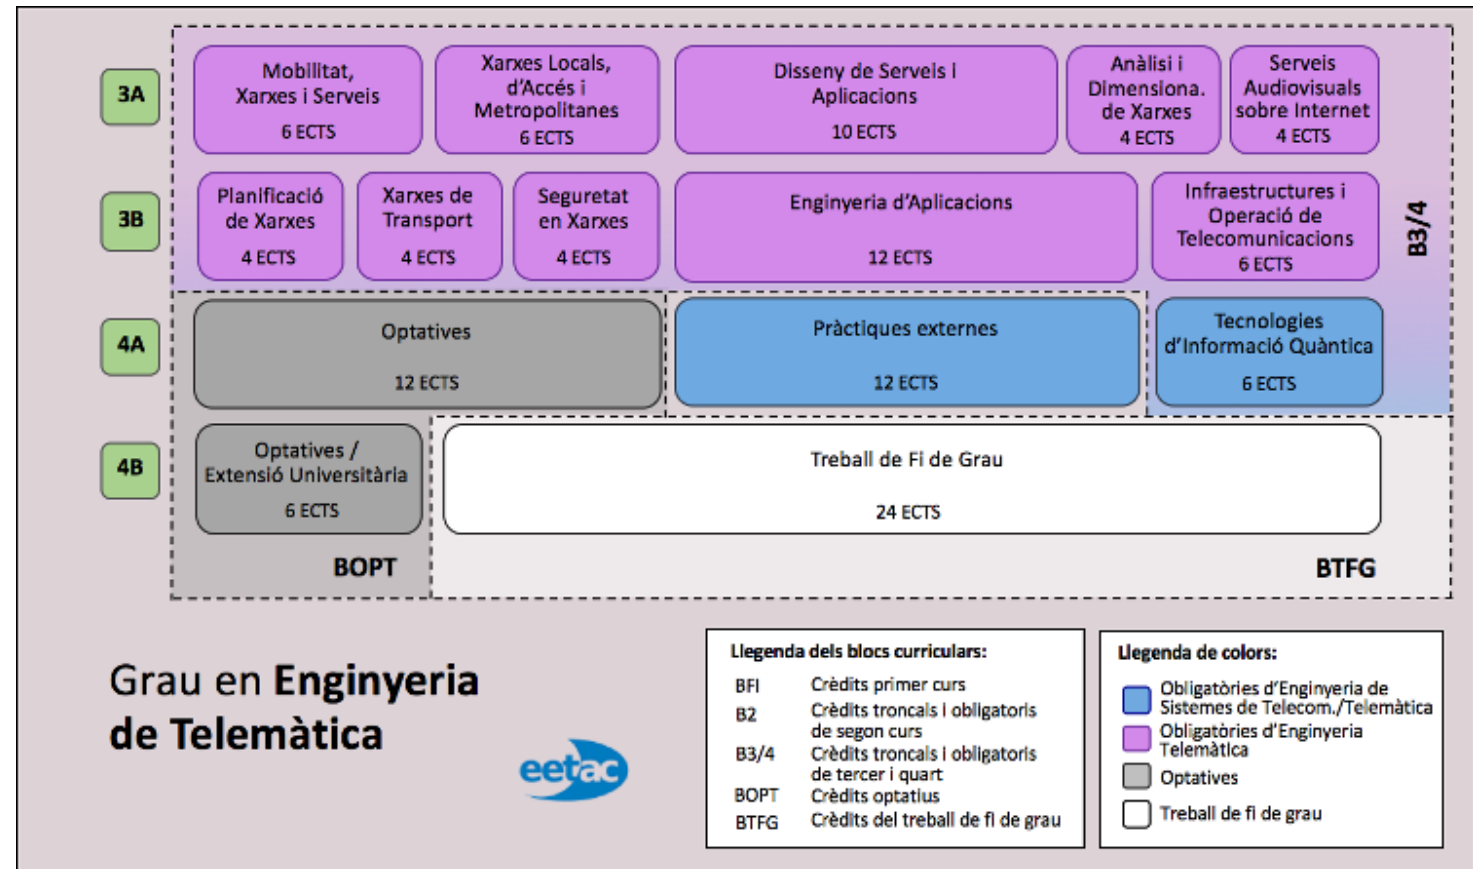 3A
Mobilitat,
Xarxes i Serveis
6 ECTS
Xarxes Locals,
d'Accés i
Metropolitanes
6 ECTS
Disseny de Serveis i
Aplicacions
10 ECTS
Anàlisi i
Dimensiona.
de Xarxes
4 ECTS
Serveis
Audiovisuals
sobre Internet
4 ECTS
3B
Planificació
de Xarxes
4 ECTS
Xarxes de
Transport
4 ECTS
Seguretat
en Xarxes
4 ECTS
Enginyeria d'Aplicacions
12 ECTS
Infraestructures i
Operació de
Telecomunicacions
6 ECTS
B3/4
4A
Optatives
12 ECTS
Pràctiques externes
12 ECTS
Tecnologies
d'Informació Quàntica
6 ECTS
4B
Optatives /
Extensió Universitària
6 ECTS
Treball de Fi de Grau
24 ECTS
BOPT
BTFG
Grau en Enginyeria
de Telemàtica
eetac
Llegenda dels blocs curriculars:
BFI Crèdits primer curs
B2 Crèdits troncals i obligatoris
de segon curs
B3/4 Crèdits troncals i obligatoris
de tercer i quart
BOPT Crèdits optatius
BTFG Crèdits del treball de fi de grau
Llegenda de colors:
Obligatòries d'Enginyeria de
Sistemes de Telecom./Telemàtica
Obligatòries d'Enginyeria
Telemàtica
Optatives
Treball de fi de grau